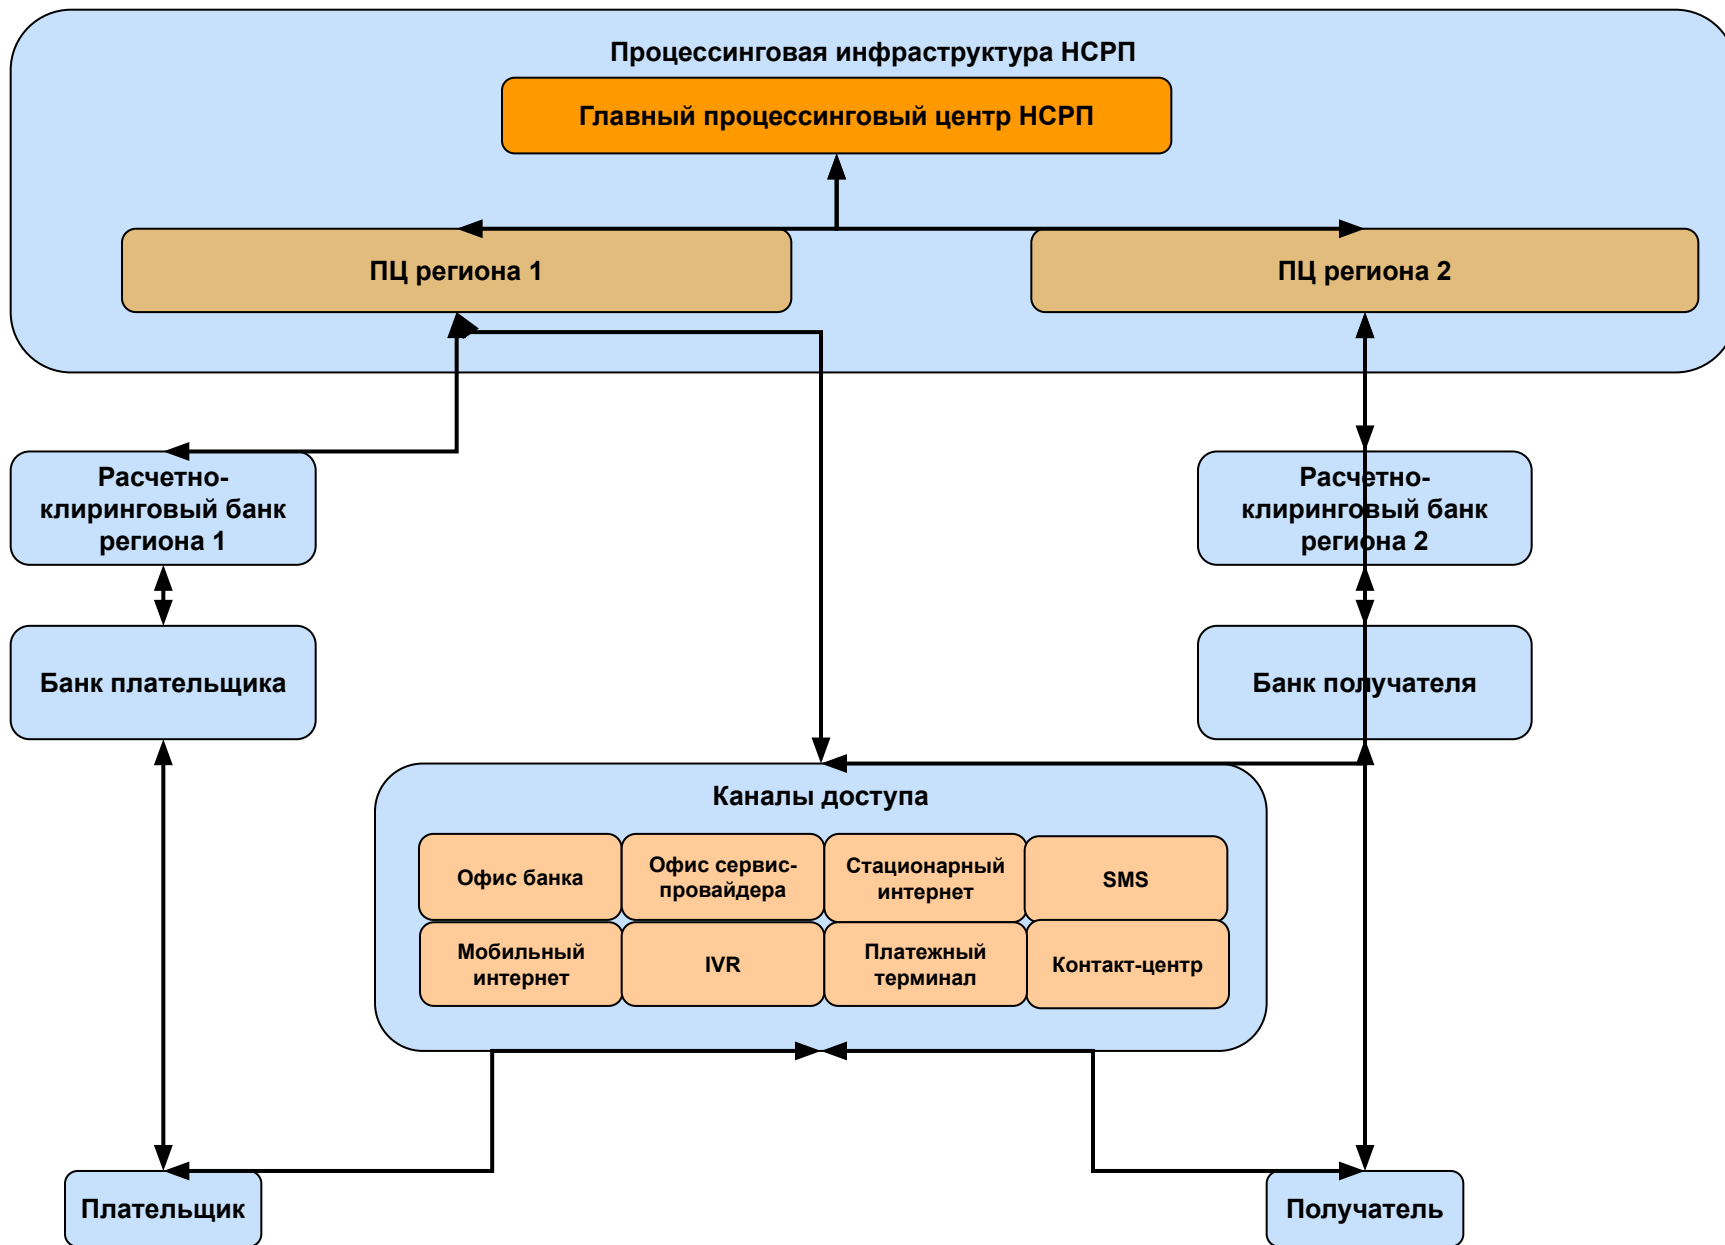 Процессинговая инфраструктура НСРП
Главный процессинговый центр НСРП
ПЦ региона 1
ПЦ региона 2
Расчетно-
клиринговый банк
региона 1
Расчетно-
клиринговый банк
региона 2
Банк плательщика
Банк получателя
Каналы доступа
Офис банка
Офис сервис-
провайдера
Стационарный
интернет
SMS
Мобильный
интернет
IVR
Платежный
терминал
Контакт-центр
Плательщик
Получатель